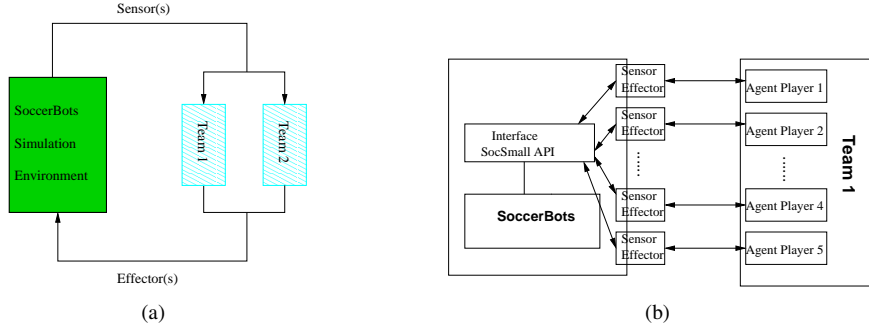 Sensor(s)
SoccerBots
Simulation
Environment
Team 1
Team 2
Effector(s)
(a)
Interface
SocSmall API
SoccerBots
Sensor
Effector
Sensor
Effector
......
Sensor
Effector
Sensor
Effector
Agent Player 1
Agent Player 2
......
Agent Player 4
Agent Player 5
Team 1
(b)